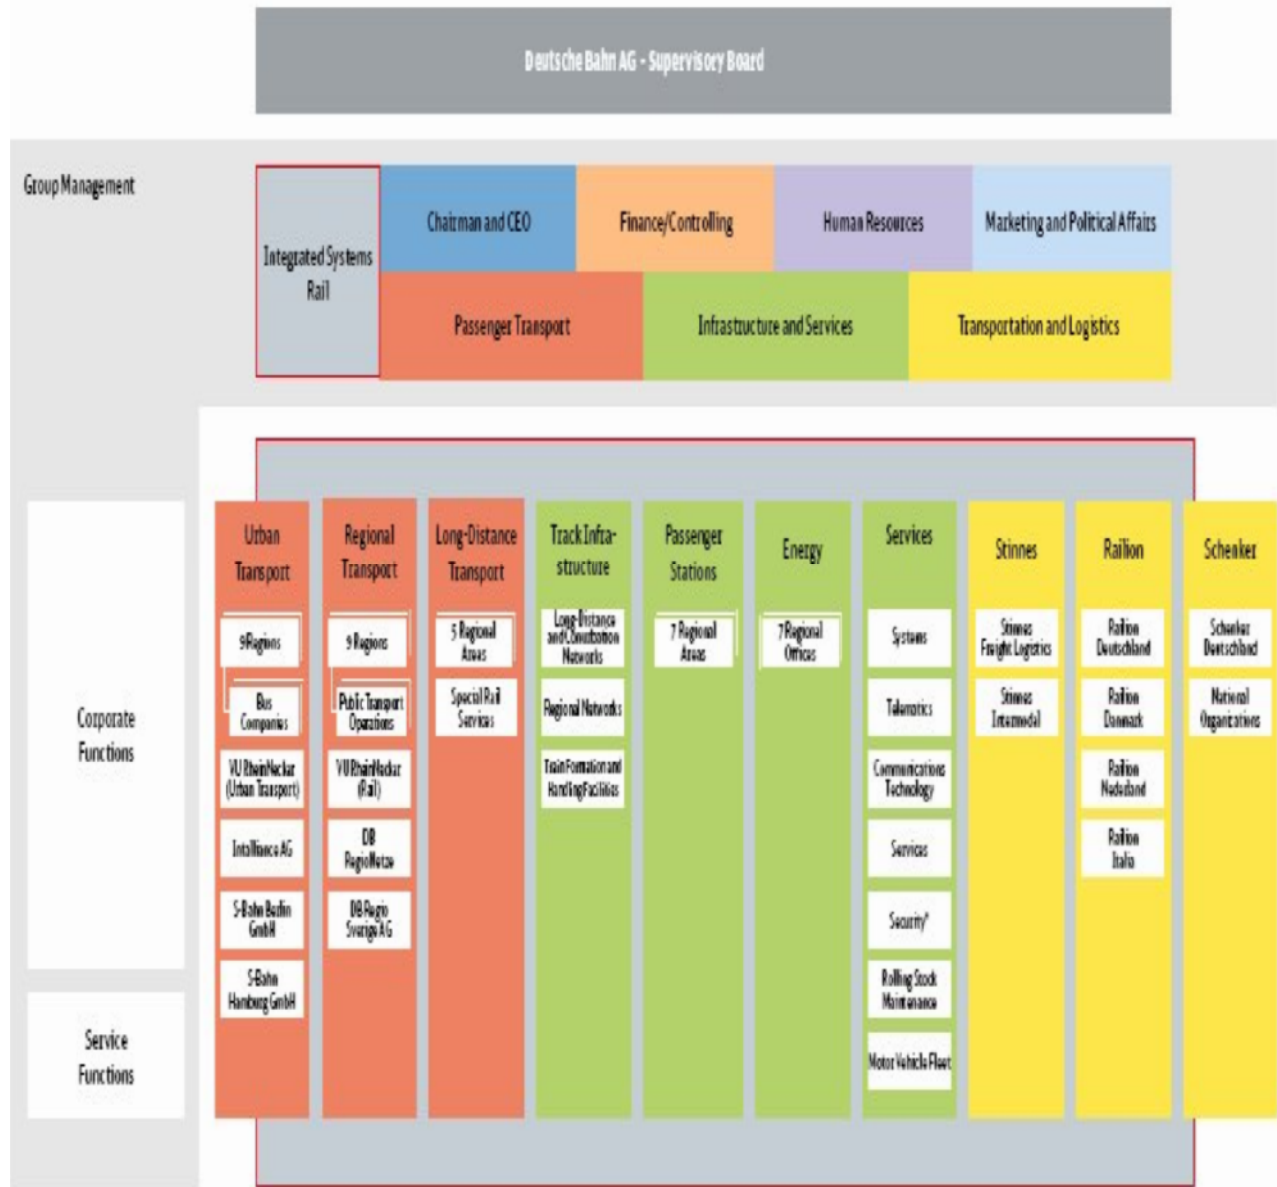 Deutsche Bahn AG - Supervisory Board
Group Management
Integrated Systems
Rail
Chairman and CEO
Finance/Controlling
Human Resources
Marketing and Political Affairs
Passenger Transport
Infrastructure and Services
Transportation and Logistics
Corporate
Functions
Service
Functions
Urban
Transport
9 Regions
Bus
Companies
VU RheinNeckar
(Urban Transport)
Intalliance AG
S-Bahn Berlin
GmbH
S-Bahn
Hamburg GmbH
Regional
Transport
9 Regions
Public Transport
Operations
VU RheinNeckar
(Rail)
DB
RegioNetze
DB Regio
Sverige AG
Long-Distance
Transport
5 Regional
Areas
Special Rail
Services
Track Infra-
structure
Long-Distance
and Conurbation
Networks
Regional Networks
Train Formation and
Handling Facilities
Passenger
Stations
7 Regional
Areas
Energy
7 Regional
Offices
Services
Systems
Telematics
Communications
Technology
Services
Security*
Rolling Stock
Maintenance
Motor Vehicle Fleet
Stinnes
Stinnes
Freight Logistics
Stinnes
Intermodal
Railion
Railion
Deutschland
Railion
Danmark
Railion
Nederland
Railion
Italia
Schenker
Schenker
Deutschland
National
Organizations